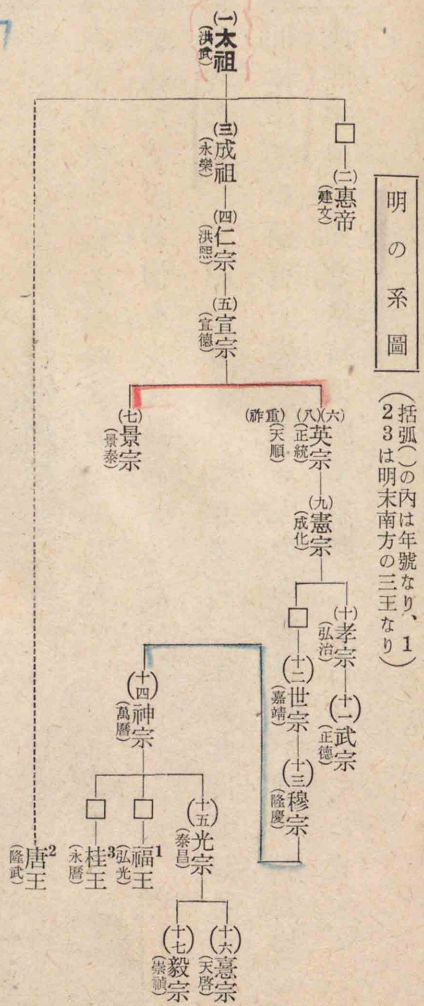 明の系圖
(括弧()の內は年號なり、1
23は明末南方の三王なり)
(一)太祖
(洪武)
(二)惠帝
(建文)
(三)成祖
(永樂)
(四)仁宗
(洪熙)
(五)宣宗
(宣德)
(六)(八)英宗
(正統)
(天順)
(重祚)
(七)景宗
(景泰)
(九)憲宗
(成化)
(十)孝宗
(弘治)
(十一)武宗
(正德)
(十二)世宗
(嘉靖)
(十三)穆宗
(隆慶)
(十四)神宗
(萬曆)
(十五)光宗
(泰昌)
(十六)熹宗
(天啓)
(十七)毅宗
(崇禎)
福王1
(弘光)
桂王3
(永曆)
唐王2
(隆武)